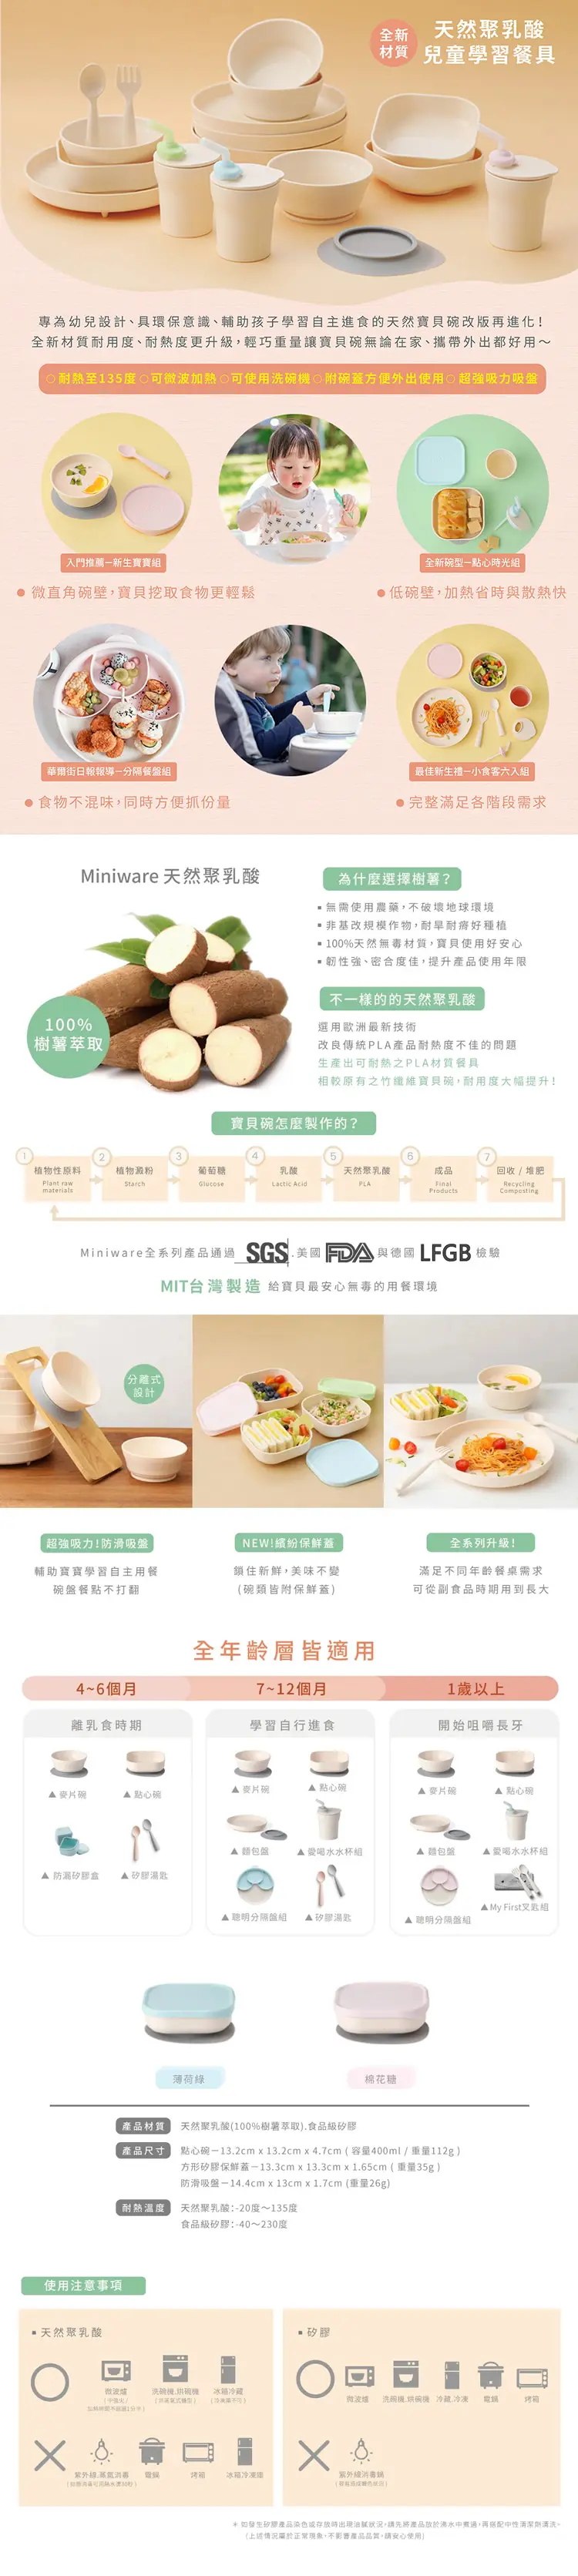 全新
材質
天然聚乳酸
兒童學習餐具
專為幼兒設計、具環保意識、輔助孩子學習自主進食的天然寶貝碗改版再進化！
全新材質耐用度、耐熱度更升級，輕巧重量讓寶貝碗無論在家、攜帶外出都好用～
○耐熱至135度○可微波加熱○可使用洗碗機○附碗蓋方便外出使用○超強吸力吸盤
入門推薦－新生寶寶組
全新碗型－點心時光組
● 微直角碗壁，寶貝挖取食物更輕鬆
● 低碗壁，加熱省時與散熱快
華爾街日報報導－分隔餐盤組
最佳新生禮－小食客六入組
● 食物不混味，同時方便抓份量
● 完整滿足各階段需求
Miniware 天然聚乳酸
100%
樹薯萃取
為什麼選擇樹薯？
▪ 無需使用農藥，不破壞地球環境
▪ 非基改規模作物，耐旱耐瘠好種植
▪ 100%天然無毒材質，寶貝使用好安心
▪ 韌性強、密合度佳，提升產品使用年限
不一樣的的天然聚乳酸
選用歐洲最新技術
改良傳統PLA產品耐熱度不佳的問題
生產出可耐熱之PLA材質餐具
相較原有之竹纖維寶貝碗，耐用度大幅提升！
寶貝碗怎麼製作的？
1 植物性原料 Plant raw materials
2 植物澱粉 Starch
3 葡萄糖 Glucose
4 乳酸 Lactic Acid
5 天然聚乳酸 PLA
6 成品 Final Products
7 回收 / 堆肥 Recycling Composting
Miniware全系列產品通過 SGS.美國 FDA 與德國 LFGB 檢驗
MIT台灣製造 給寶貝最安心無毒的用餐環境
分離式
設計
超強吸力！防滑吸盤
輔助寶寶學習自主用餐
碗盤餐點不打翻
NEW!繽紛保鮮蓋
鎖住新鮮，美味不變
(碗類皆附保鮮蓋)
全系列升級！
滿足不同年齡餐桌需求
可從副食品時期用到長大
全年齡層皆適用
4~6個月
7~12個月
1歲以上
離乳食時期
▲ 麥片碗
▲ 點心碗
▲ 防漏矽膠盒
▲ 矽膠湯匙
學習自行進食
▲ 麥片碗
▲ 點心碗
▲ 麵包盤
▲ 愛喝水水杯組
▲ 聰明分隔盤組
▲ 矽膠湯匙
開始咀嚼長牙
▲ 麥片碗
▲ 點心碗
▲ 麵包盤
▲ 愛喝水水杯組
▲ 聰明分隔盤組
▲ My First叉匙組
薄荷綠
棉花糖
產品材質 天然聚乳酸(100%樹薯萃取).食品級矽膠
產品尺寸 點心碗－13.2cm x 13.2cm x 4.7cm ( 容量400ml / 重量112g )
方形矽膠保鮮蓋－13.3cm x 13.3cm x 1.65cm ( 重量35g )
防滑吸盤－14.4cm x 13cm x 1.7cm (重量26g)
耐熱溫度 天然聚乳酸：-20度～135度
食品級矽膠：-40～230度
使用注意事項
▪ 天然聚乳酸
微波爐
洗碗機.烘碗機
冰箱冷藏
紫外線.蒸氣消毒
電鍋
烤箱
冰箱冷凍庫
▪ 矽膠
微波爐
洗碗機.烘碗機
冷藏.冷凍
電鍋
烤箱
紫外線消毒鍋
＊如發生矽膠產品染色或存放時出現油膩狀況，請先將產品放於沸水中煮過，再搭配中性清潔劑清洗。
(上述情況屬於正常現象，不影響產品品質，請安心使用)